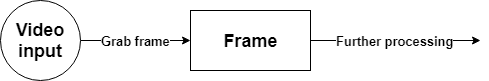 Video
input
Grab frame
Frame
Further processing